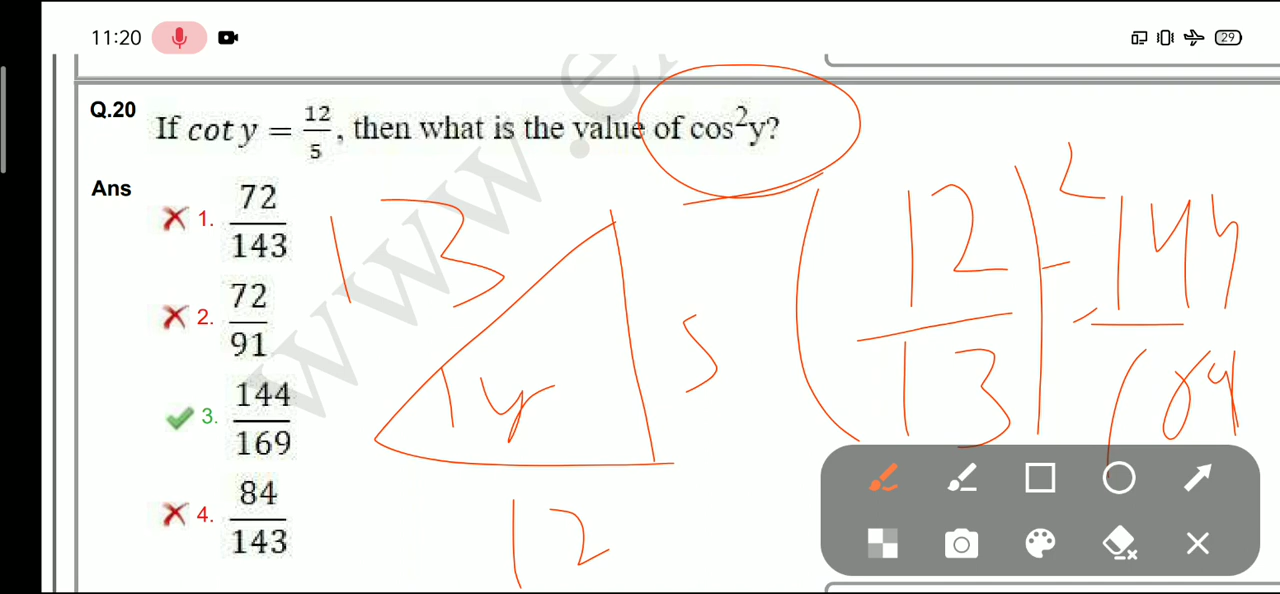 11:20
29
Q.20 If cot y = 12/5, then what is the value of cos²y?
Ans
1. 72/143
2. 72/91
3. 144/169
4. 84/143
13
y
5
12
(12/13)² = 144/169
www.e